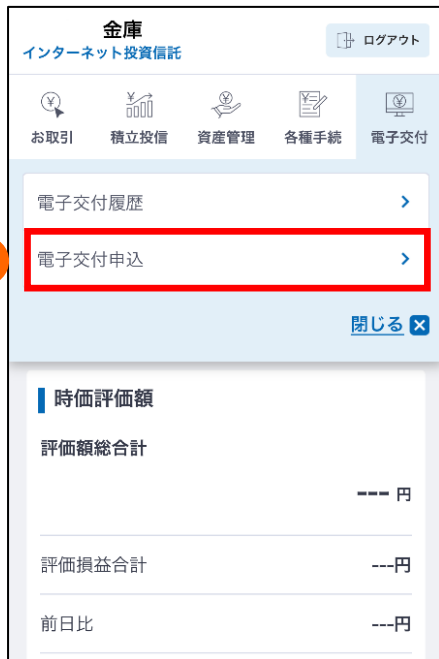 金庫
インターネット投資信託
ログアウト
お取引 積立投信 資産管理 各種手続 電子交付
電子交付履歴
電子交付申込
閉じる
時価評価額
評価額総合計
--- 円
評価損益合計 ---円
前日比 ---円